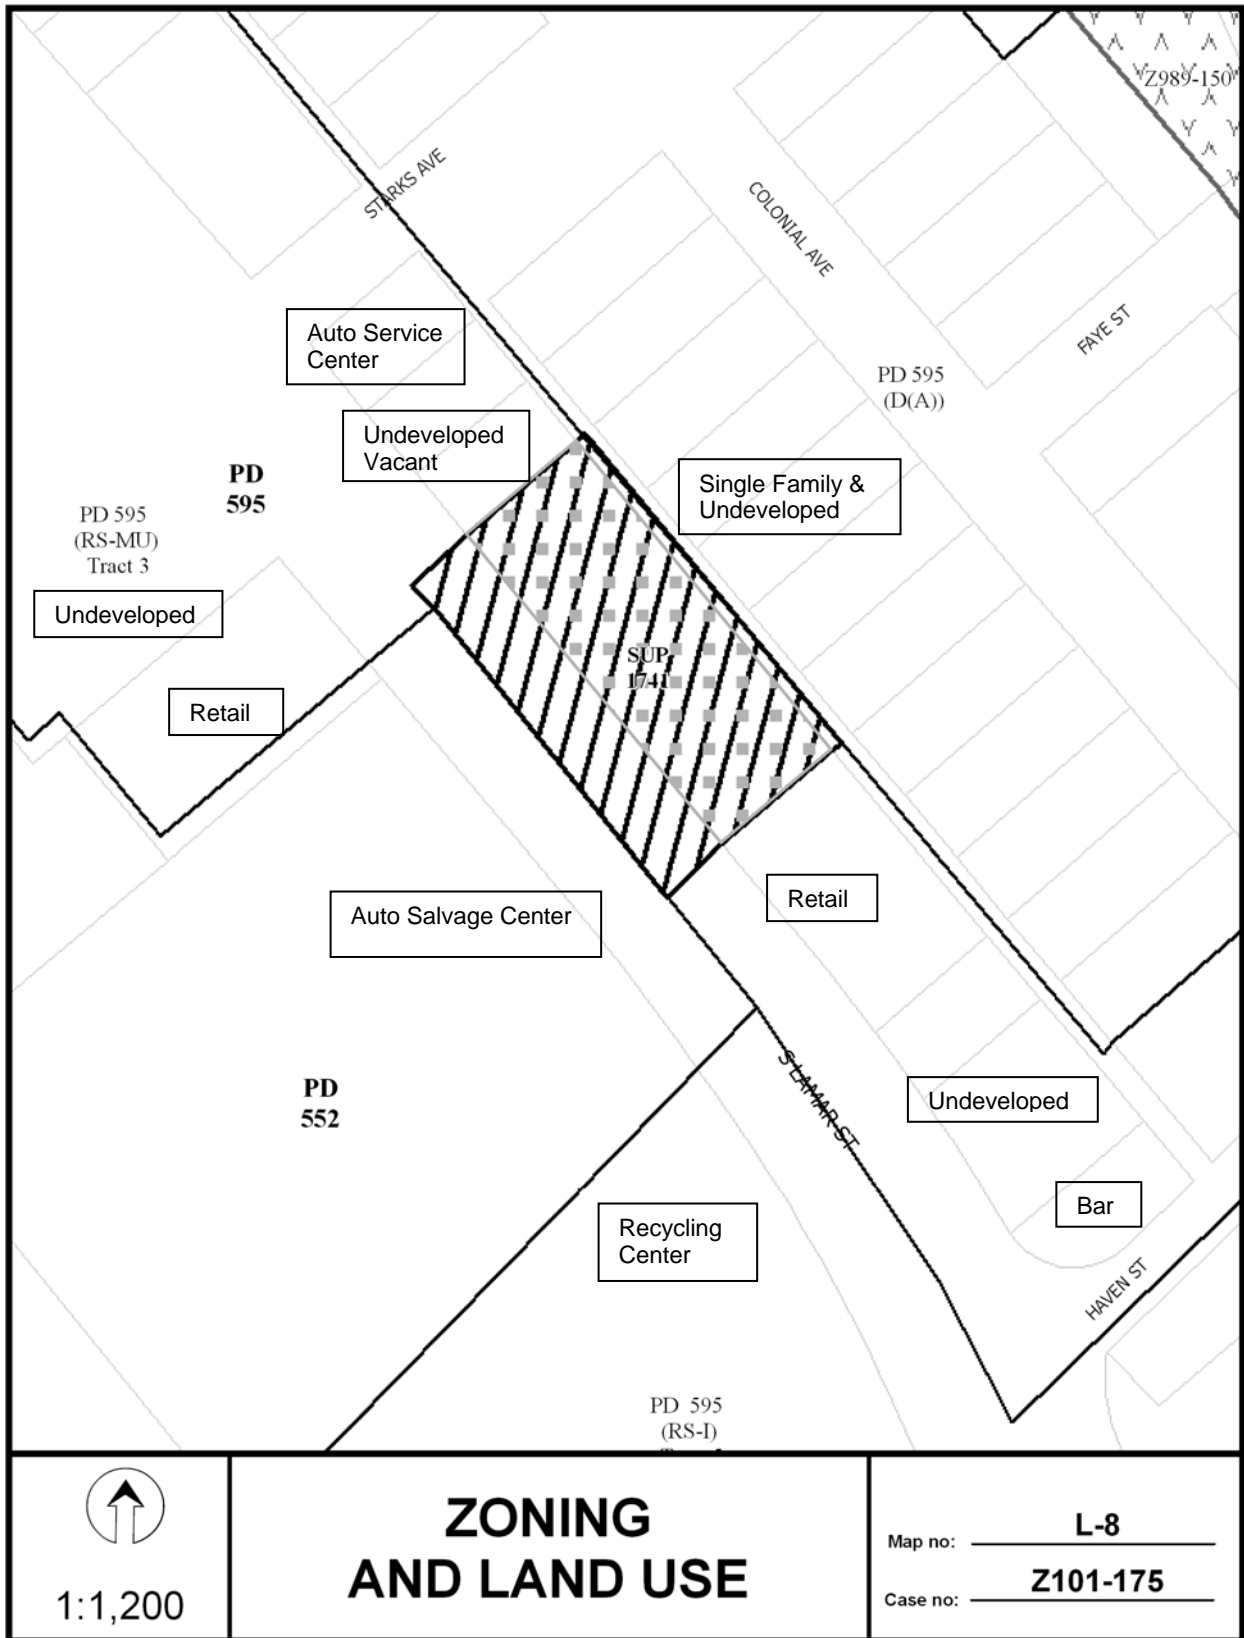 Z989-150
STARKS AVE
COLONIAL AVE
FAYE ST
Auto Service
Center
PD 595
(D(A))
Undeveloped
Vacant
PD
595
Single Family &
Undeveloped
PD 595
(RS-MU)
Tract 3
Undeveloped
SUP
1741
Retail
Retail
Auto Salvage Center
S LAMAR ST
PD
552
Undeveloped
Bar
Recycling
Center
HAVEN ST
PD 595
(RS-I)
1:1,200
ZONING
AND LAND USE
Map no: L-8
Case no: Z101-175